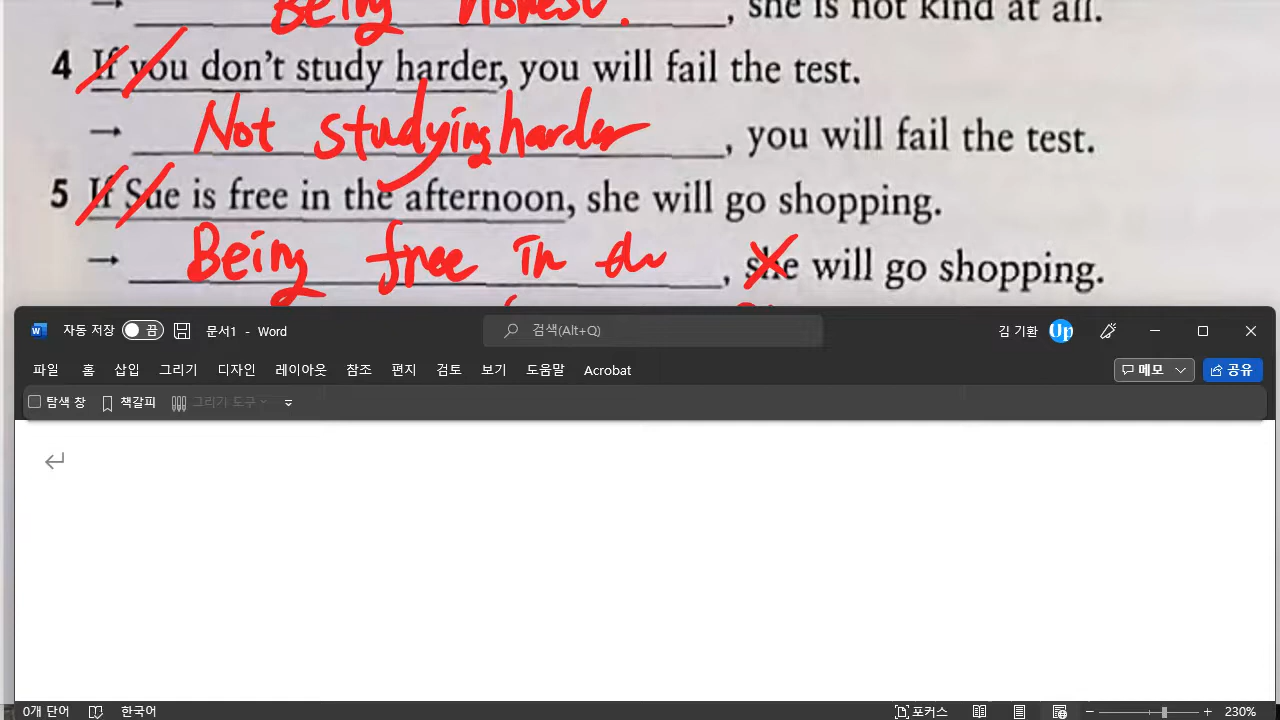 → Being honest. , she is not kind at all.
4 If you don't study harder, you will fail the test.
→ Not studying harder , you will fail the test.
5 If Sue is free in the afternoon, she will go shopping.
→ Being free in the , she will go shopping.
자동 저장 끔 문서1 - Word 검색(Alt+Q) 김 기환 Up
파일 홈 삽입 그리기 디자인 레이아웃 참조 편지 검토 보기 도움말 Acrobat 메모 공유
탐색 창 책갈피 그리기 도구
0개 단어 한국어 포커스 230%